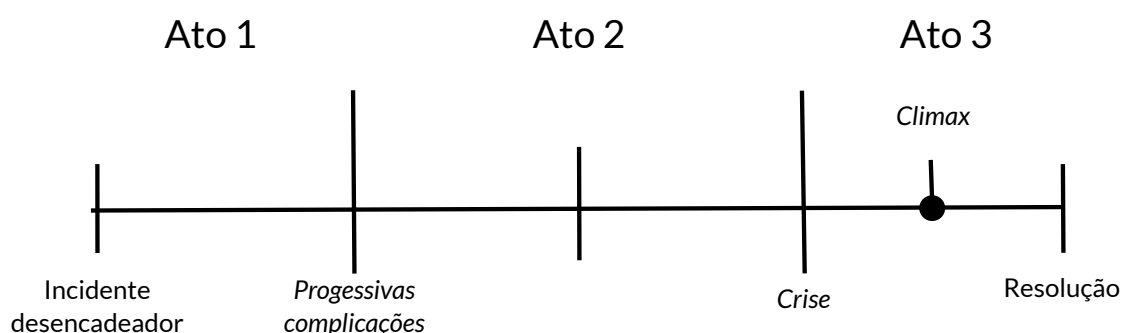 Ato 1
Ato 2
Ato 3
Climax
Incidente
desencadeador
Progessivas
complicações
Crise
Resolução